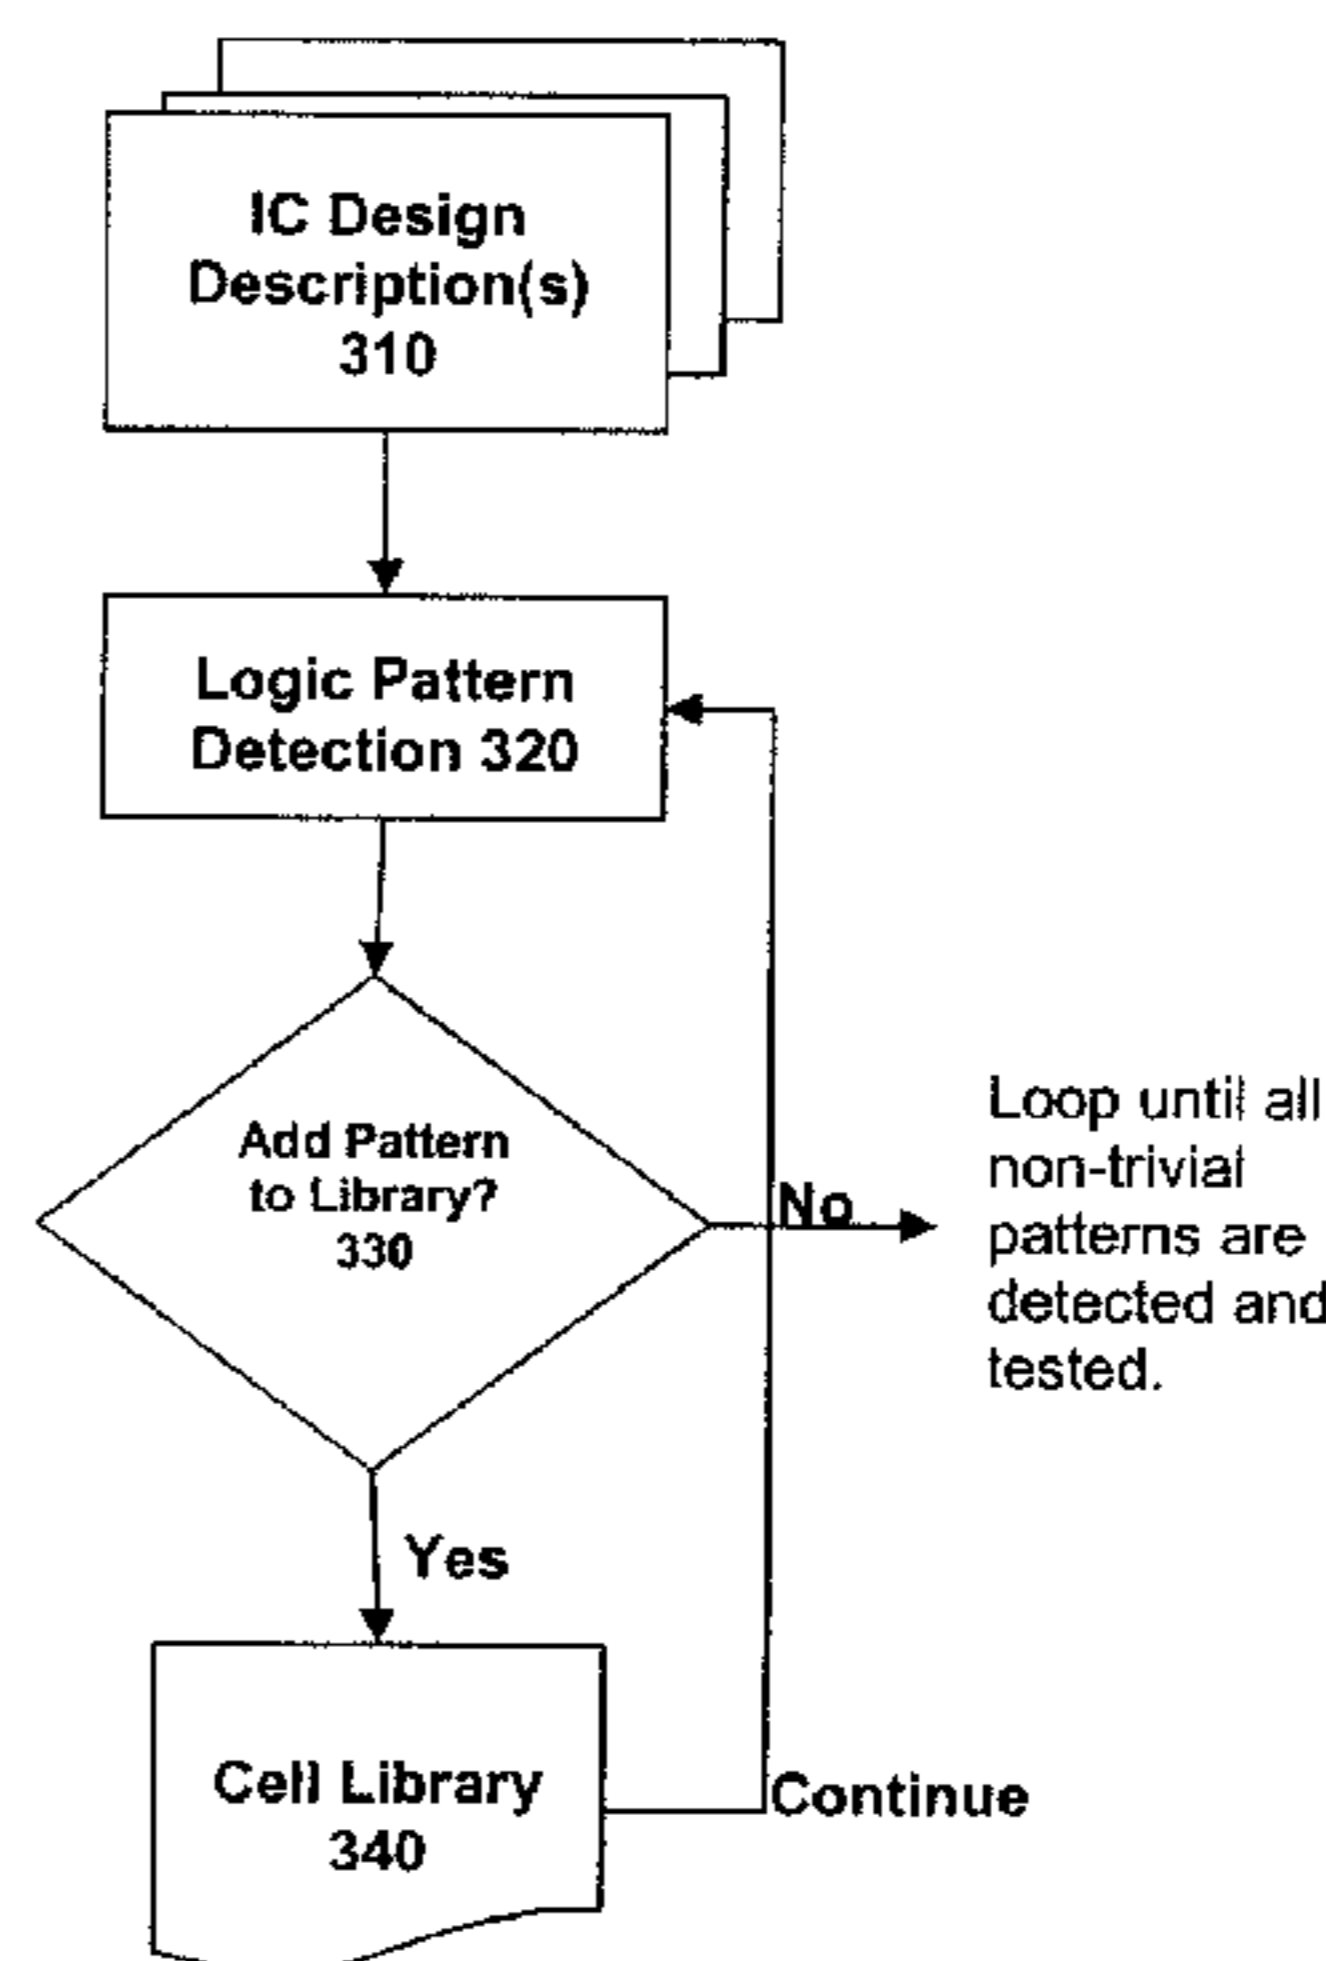 IC Design
Description(s)
310
Logic Pattern
Detection 320
Add Pattern
to Library?
330
No
Loop until all
non-trivial
patterns are
detected and
tested.
Yes
Cell Library
340
Continue